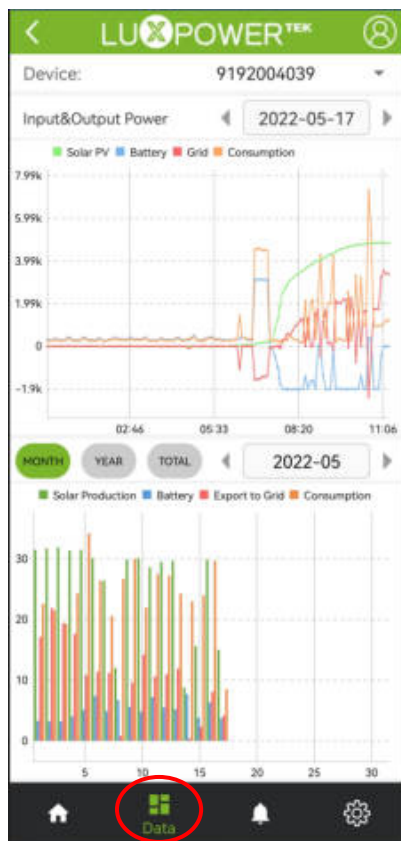 LUXPOWERTEK
Device: 9192004039
Input&Output Power 2022-05-17
Solar PV Battery Grid Consumption
7.99k
5.99k
3.99k
1.99k
0
-1.9k
02:46 05:33 08:20 11:06
MONTH YEAR TOTAL 2022-05
Solar Production Battery Export to Grid Consumption
30
20
10
0
5 10 15 20 25 30
Data